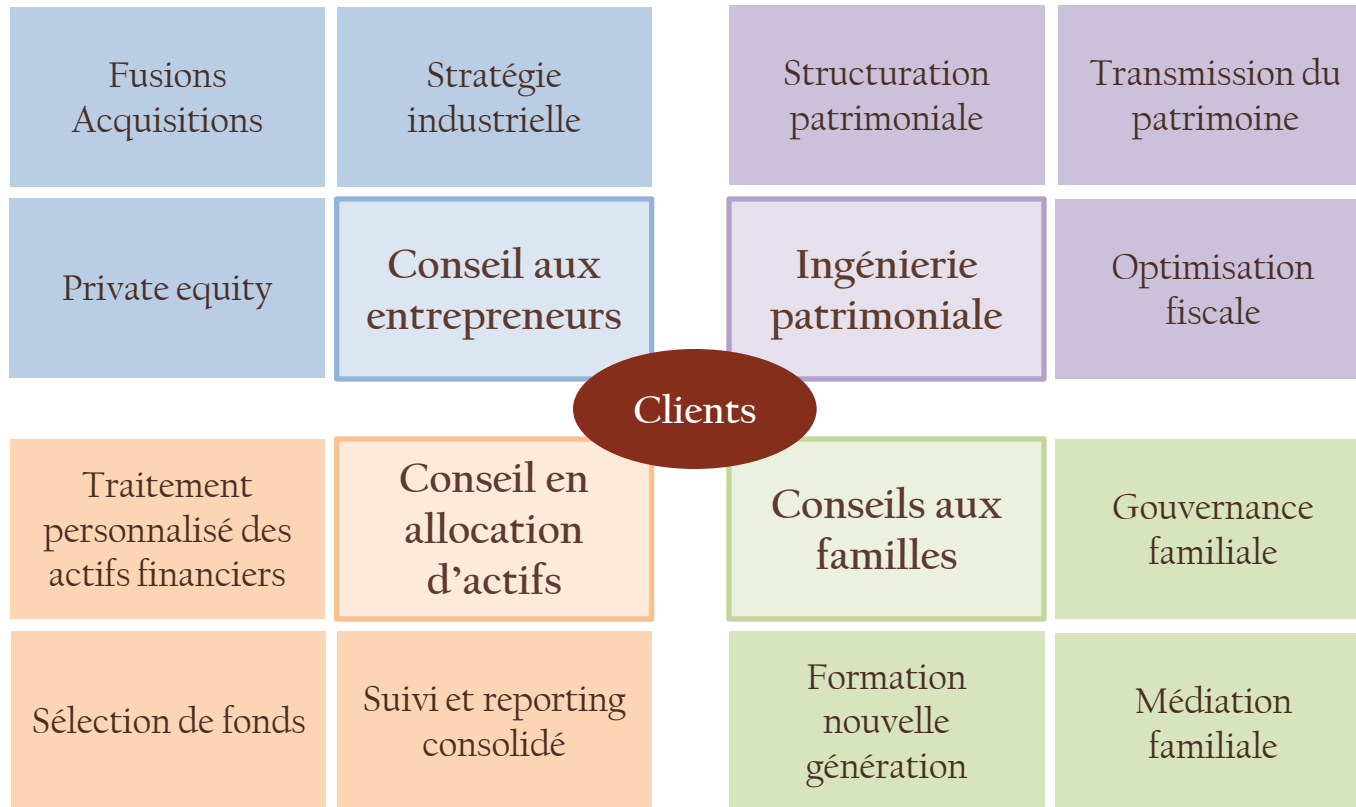 Fusions
Acquisitions
Stratégie
industrielle
Private equity
Conseil aux
entrepreneurs
Structuration
patrimoniale
Transmission du
patrimoine
Ingénierie
patrimoniale
Optimisation
fiscale
Clients
Traitement
personnalisé des
actifs financiers
Conseil en
allocation
d’actifs
Sélection de fonds
Suivi et reporting
consolidé
Conseils aux
familles
Gouvernance
familiale
Formation
nouvelle
génération
Médiation
familiale